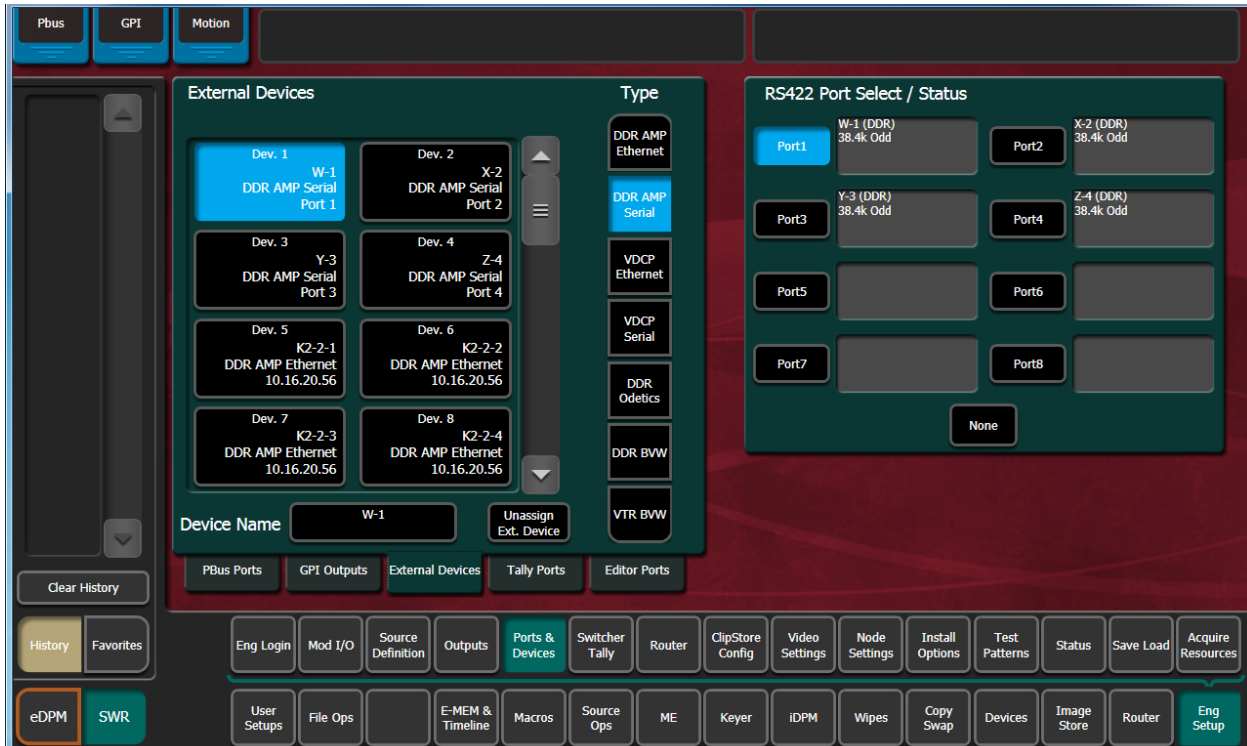 Pbus
GPI
Motion
External Devices
Type
Dev. 1
W-1
DDR AMP Serial
Port 1
Dev. 2
X-2
DDR AMP Serial
Port 2
Dev. 3
Y-3
DDR AMP Serial
Port 3
Dev. 4
Z-4
DDR AMP Serial
Port 4
Dev. 5
K2-2-1
DDR AMP Ethernet
10.16.20.56
Dev. 6
K2-2-2
DDR AMP Ethernet
10.16.20.56
Dev. 7
K2-2-3
DDR AMP Ethernet
10.16.20.56
Dev. 8
K2-2-4
DDR AMP Ethernet
10.16.20.56
DDR AMP
Ethernet
DDR AMP
Serial
VDCP
Ethernet
VDCP
Serial
DDR
Odetics
DDR BVW
VTR BVW
Device Name
W-1
Unassign
Ext. Device
RS422 Port Select / Status
Port1
W-1 (DDR)
38.4k Odd
Port2
X-2 (DDR)
38.4k Odd
Port3
Y-3 (DDR)
38.4k Odd
Port4
Z-4 (DDR)
38.4k Odd
Port5
Port6
Port7
Port8
None
PBus Ports
GPI Outputs
External Devices
Tally Ports
Editor Ports
Clear History
History
Favorites
Eng Login
Mod I/O
Source
Definition
Outputs
Ports &
Devices
Switcher
Tally
Router
ClipStore
Config
Video
Settings
Node
Settings
Install
Options
Test
Patterns
Status
Save Load
Acquire
Resources
eDPM
SWR
User
Setups
File Ops
E-MEM &
Timeline
Macros
Source
Ops
ME
Keyer
iDPM
Wipes
Copy
Swap
Devices
Image
Store
Router
Eng
Setup